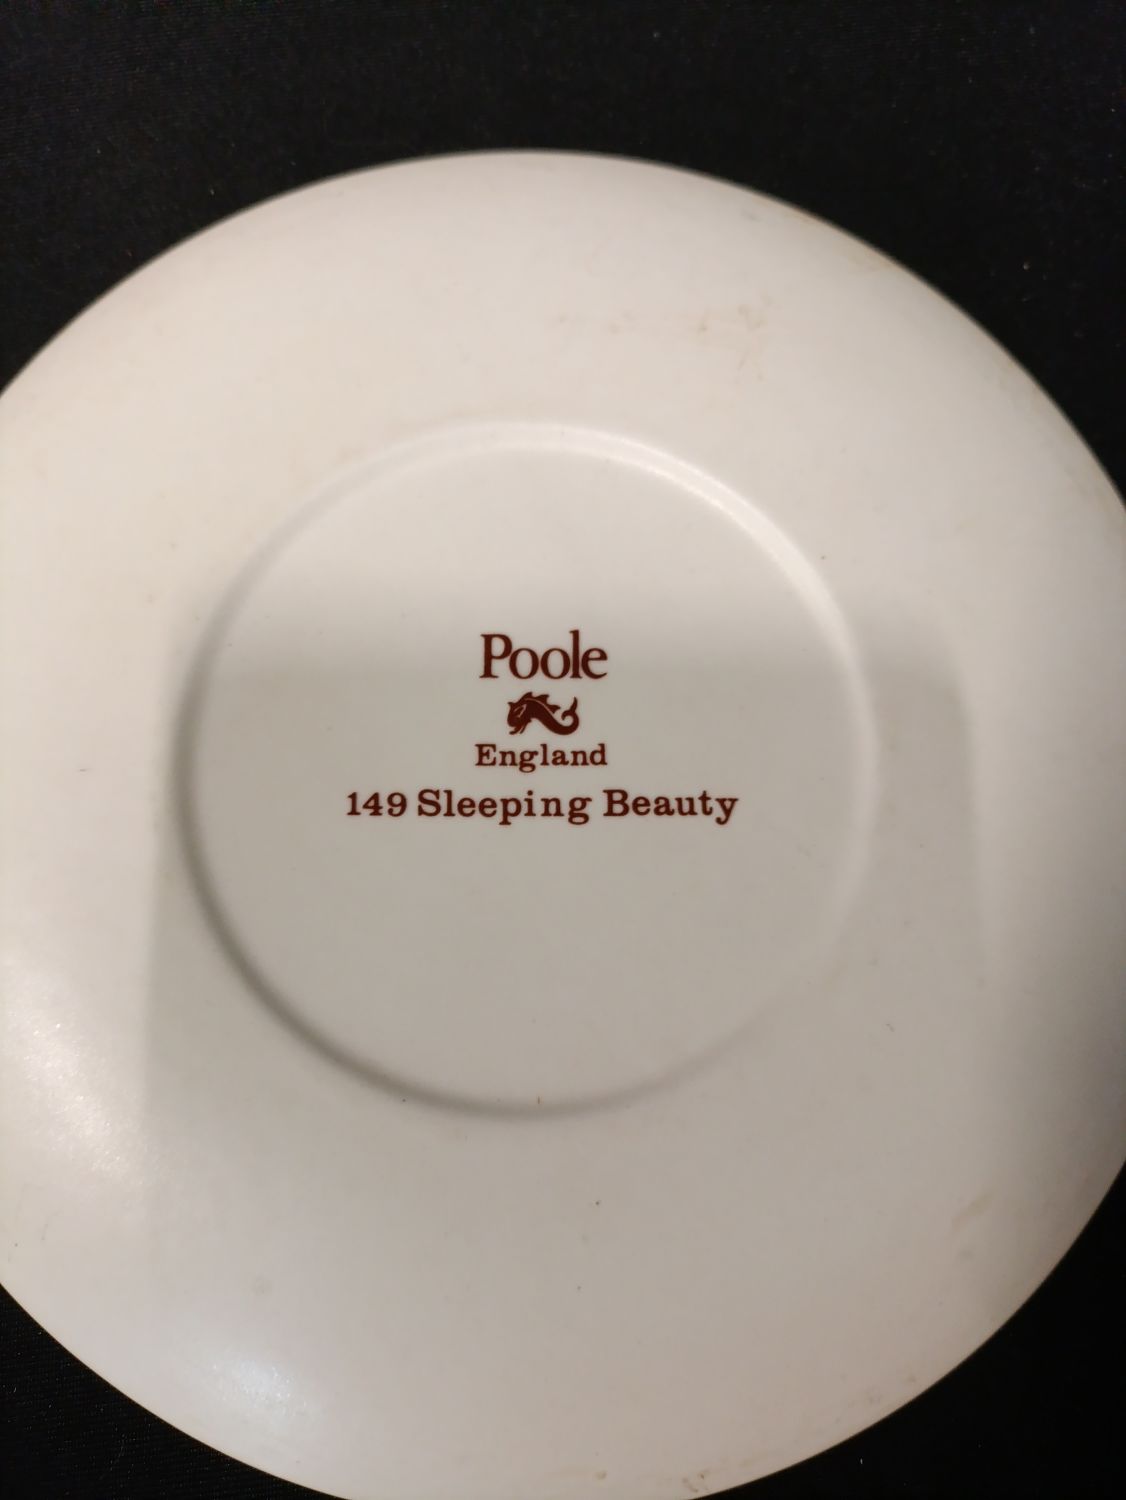 Poole
England
149 Sleeping Beauty